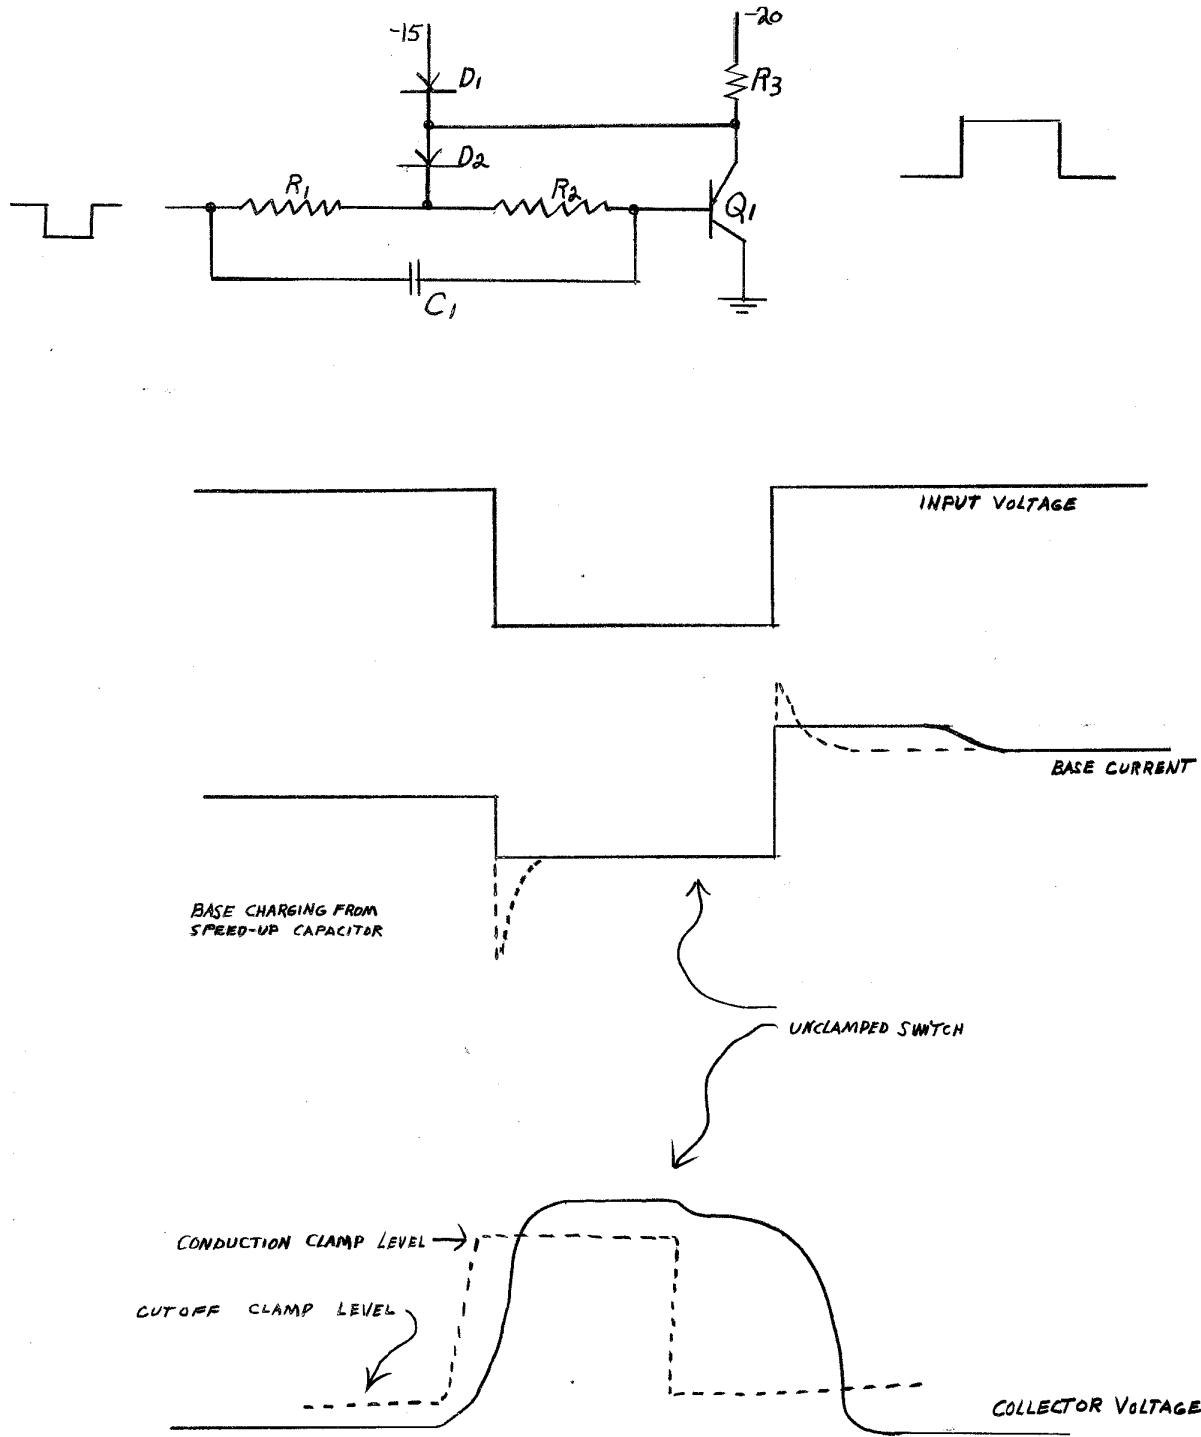 -15
-20
D1
R3
D2
R1
R2
Q1
C1
INPUT VOLTAGE
BASE CURRENT
BASE CHARGING FROM
SPEED-UP CAPACITOR
UNCLAMPED SWITCH
CONDUCTION CLAMP LEVEL
CUTOFF CLAMP LEVEL
COLLECTOR VOLTAGE